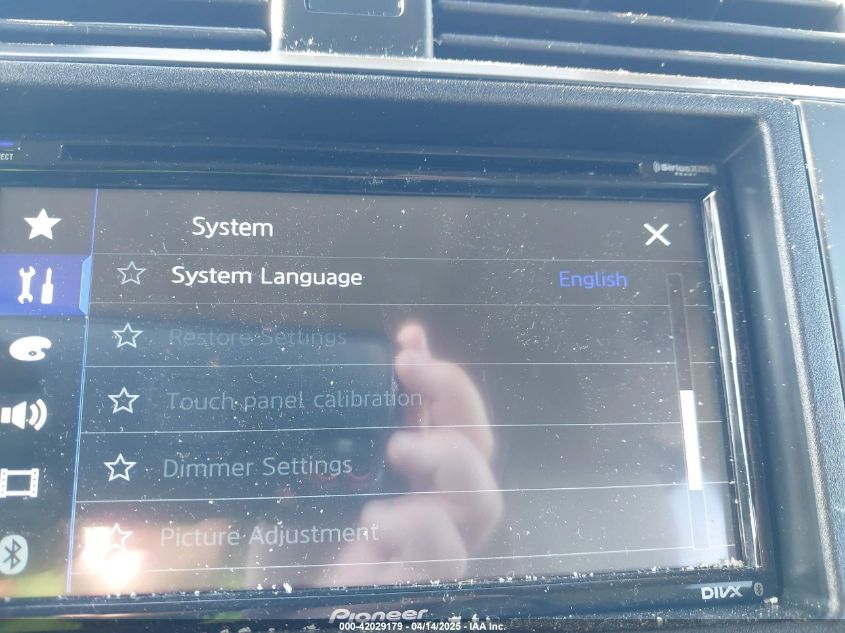 SiriusXM
READY
System
System Language English
Restore Settings
Touch panel calibration
Dimmer Settings
Picture Adjustment
DIVX
Pioneer
000-42029179 - 04/14/2025 - IAA Inc.